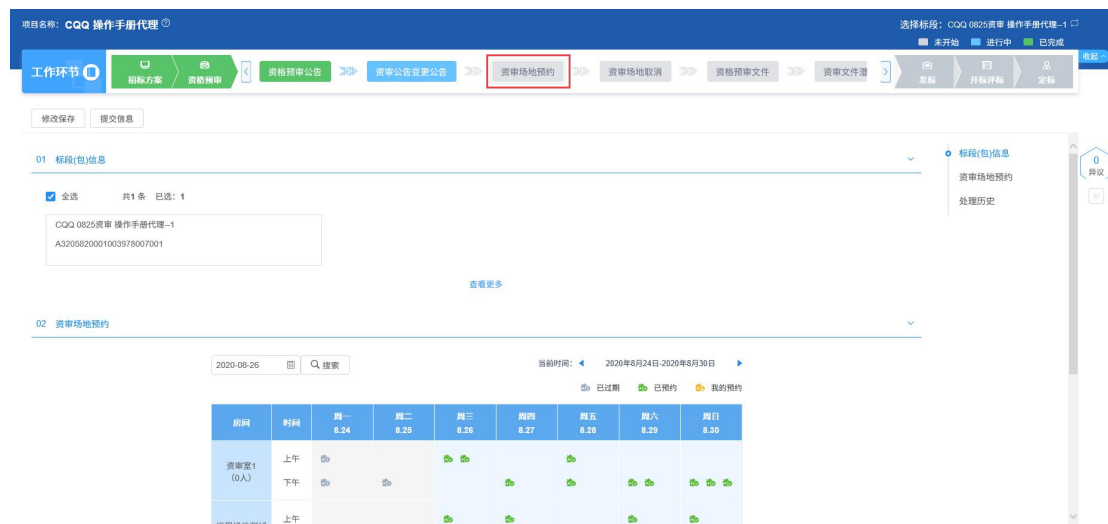 项目名称: CQQ 操作手册代理
选择标段: CQQ 0825资审 操作手册代理--1
未开始 进行中 已完成
收起
工作环节 招标方案 资格预审 资格预审公告 资审公告变更公告 资审场地预约 资审场地取消 资格预审文件 资审文件澄 发标 开标评标 定标
修改保存 提交信息
01 标段(包)信息
标段(包)信息
资审场地预约
处理历史
0
异议
全选 共1 条 已选: 1
CQQ 0825资审 操作手册代理--1
A3205820001003978007001
查看更多
02 资审场地预约
2020-08-26 搜索 当前时间: 2020年8月24日-2020年8月30日
已过期 已预约 我的预约
房间 时间 周一 周二 周三 周四 周五 周六 周日
8.24 8.25 8.26 8.27 8.28 8.29 8.30
资审室1
(0人)
上午
下午
上午